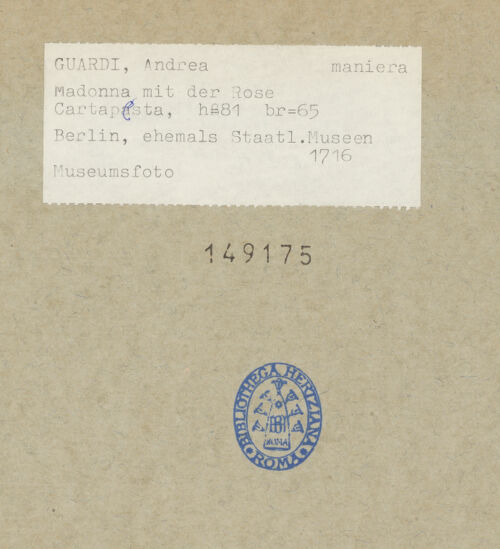 GUARDI, Andrea maniera
Madonna mit der Rose
Cartapesta, h=81 br=65
Berlin, ehemals Staatl.Museen
1716
Museumsfoto
149175
BIBLIOTHECA HERTZIANA
ROMA